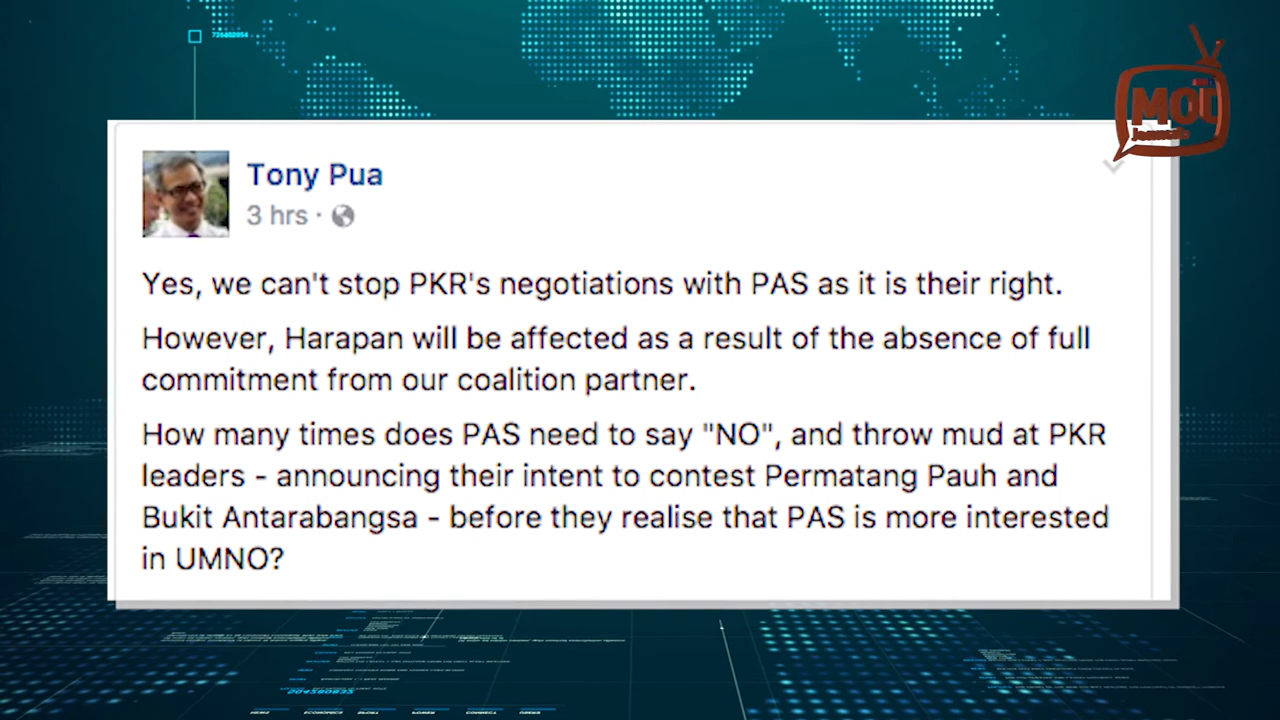 726402054
MOT
Tony Pua
3 hrs ·
Yes, we can't stop PKR's negotiations with PAS as it is their right.
However, Harapan will be affected as a result of the absence of full
commitment from our coalition partner.
How many times does PAS need to say "NO", and throw mud at PKR
leaders - announcing their intent to contest Permatang Pauh and
Bukit Antarabangsa - before they realise that PAS is more interested
in UMNO?